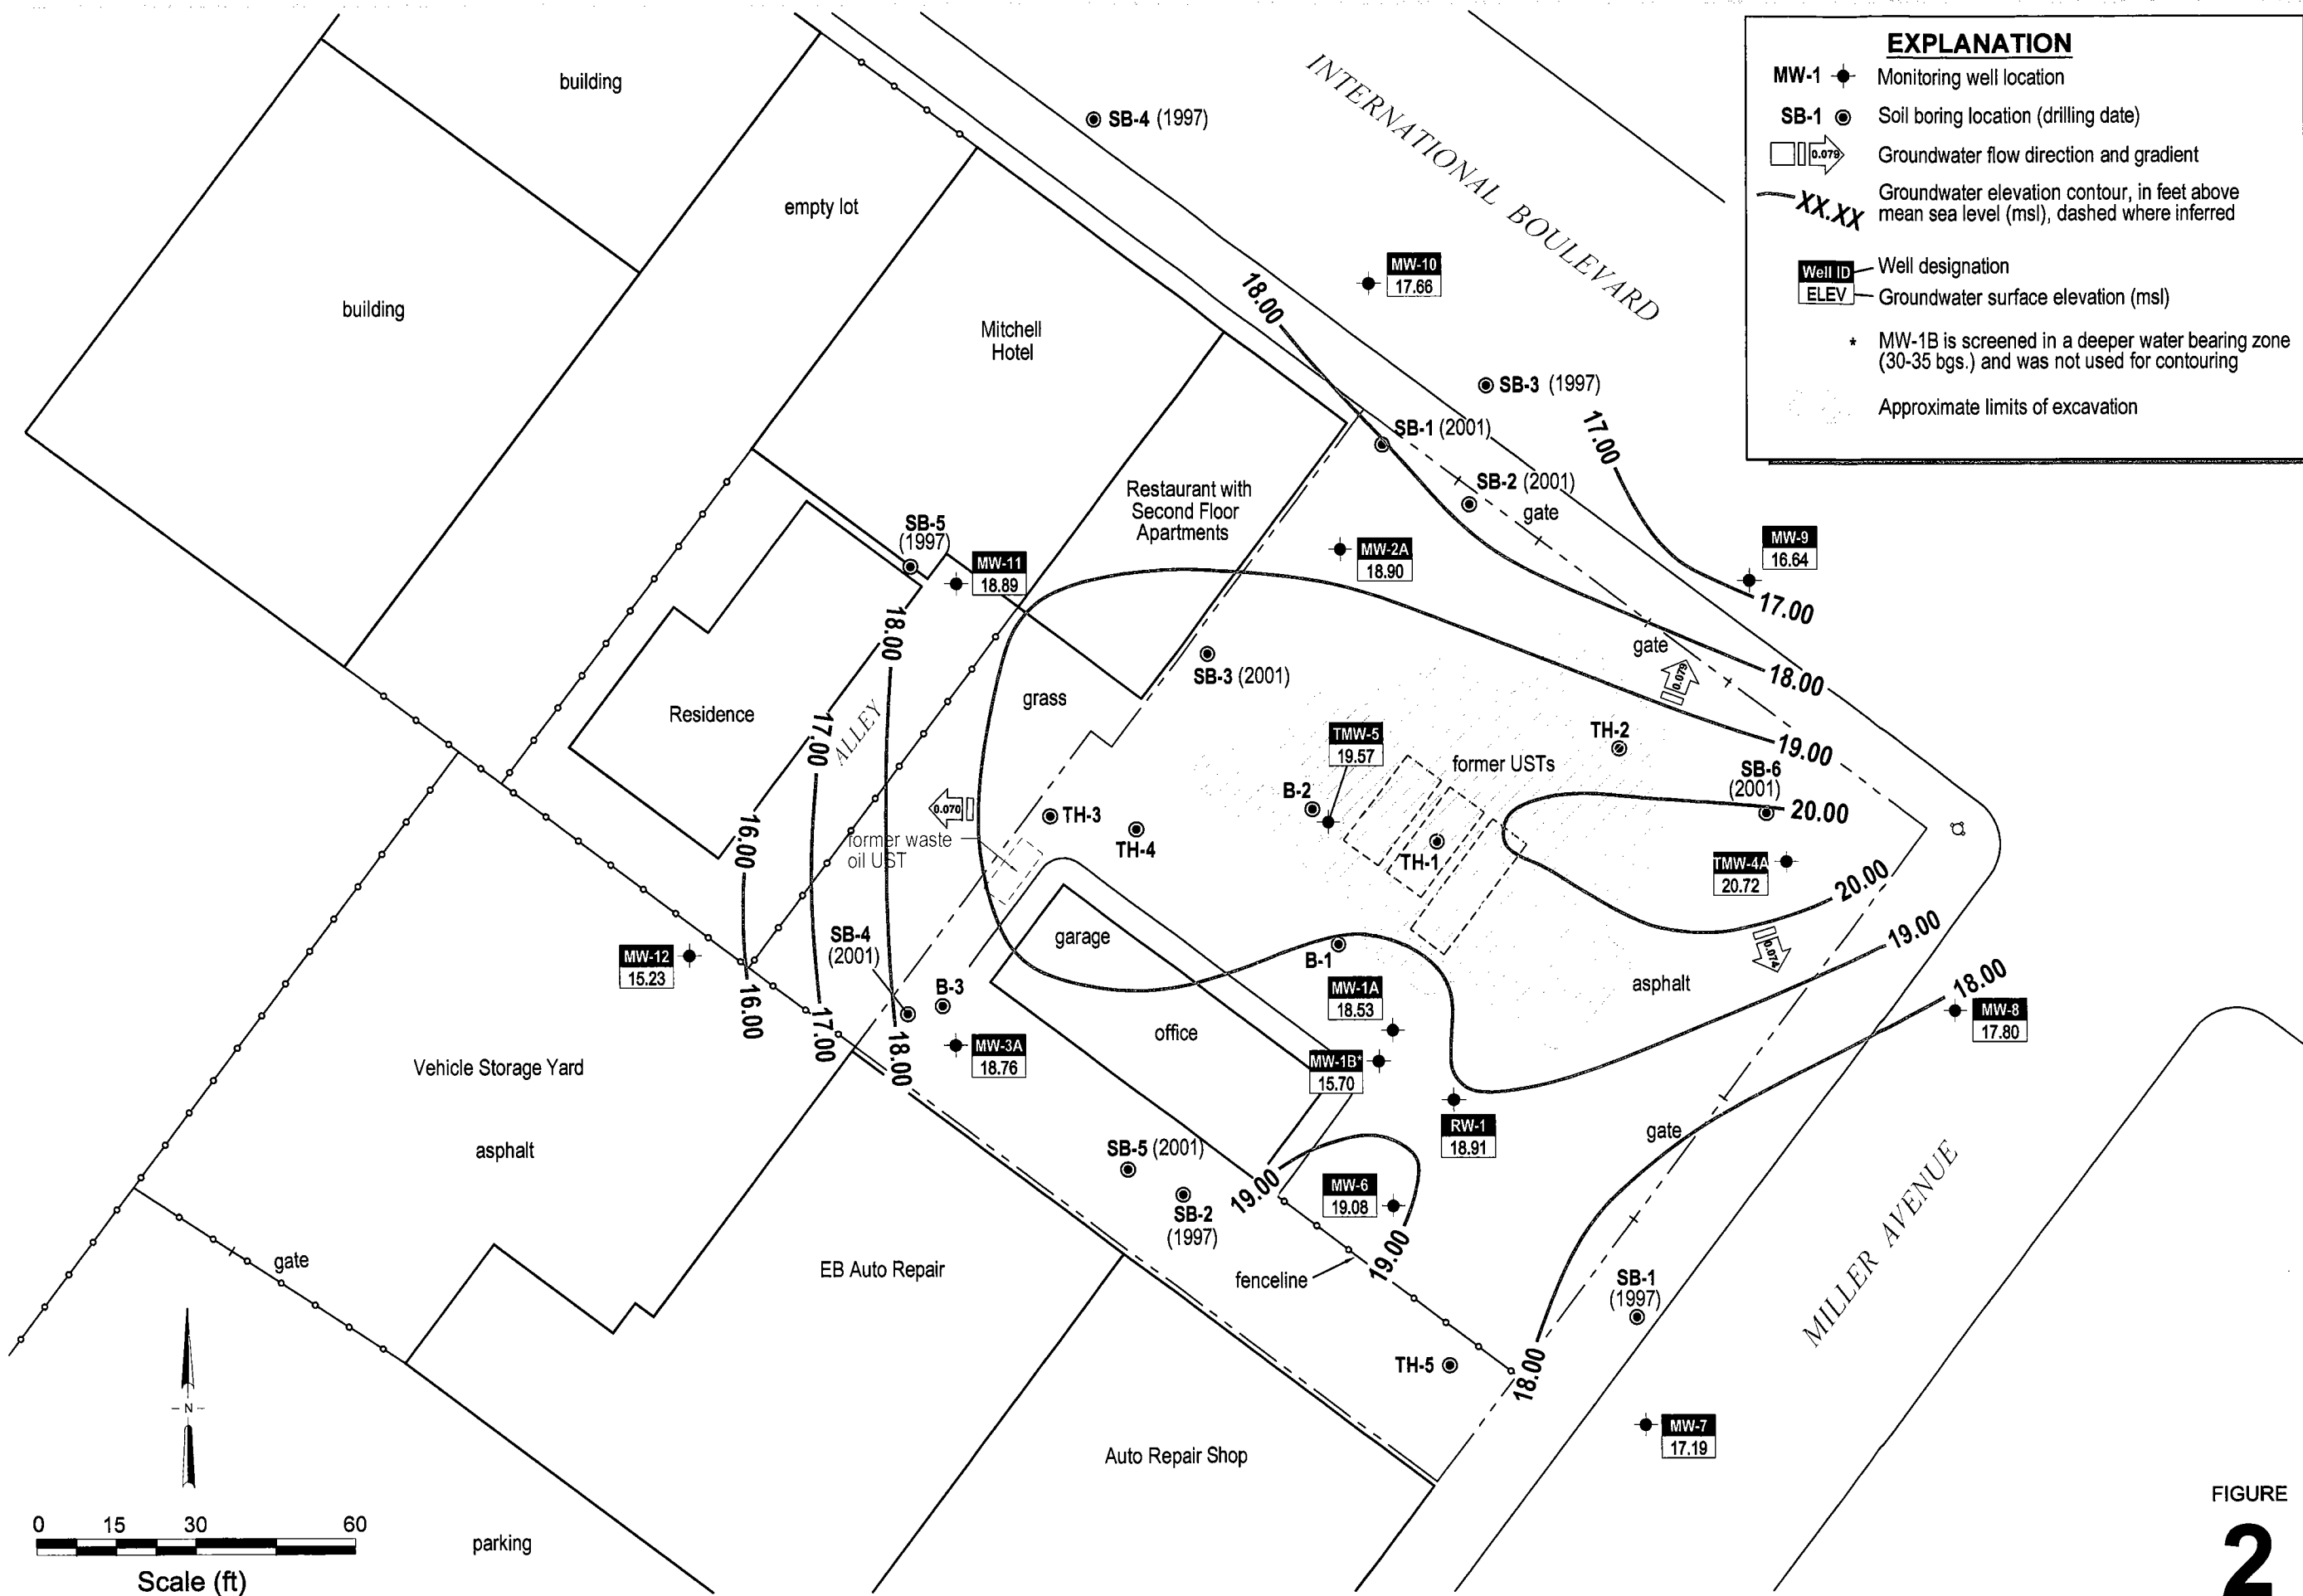 EXPLANATION
MW-1 Monitoring well location
SB-1 Soil boring location (drilling date)
0.079 Groundwater flow direction and gradient
XX.XX Groundwater elevation contour, in feet above
mean sea level (msl), dashed where inferred
Well ID Well designation
ELEV Groundwater surface elevation (msl)
* MW-1B is screened in a deeper water bearing zone
(30-35 bgs.) and was not used for contouring
Approximate limits of excavation
building
SB-4 (1997)
INTERNATIONAL BOULEVARD
empty lot
MW-10
17.66
18.00
building
Mitchell
Hotel
SB-3 (1997)
17.00
SB-1 (2001)
SB-2 (2001)
gate
Restaurant with
Second Floor
Apartments
SB-5
(1997)
MW-11
18.89
MW-2A
18.90
MW-9
16.64
17.00
18.00
gate
18.00
0.079
SB-3 (2001)
grass
Residence
ALLEY
17.00
TMW-5
19.57
TH-2
former USTs
19.00
SB-6
(2001)
20.00
B-2
0.070
TH-3
TH-4
TH-1
former waste
oil UST
16.00
TMW-4A
20.72
20.00
19.00
0.074
SB-4
(2001)
garage
B-1
asphalt
MW-12
15.23
16.00
17.00
18.00
B-3
MW-1A
18.53
18.00
MW-8
17.80
office
MW-3A
18.76
MW-1B*
15.70
Vehicle Storage Yard
RW-1
18.91
gate
asphalt
SB-5 (2001)
19.00
MW-6
19.08
SB-2
(1997)
19.00
MILLER AVENUE
gate
EB Auto Repair
fenceline
SB-1
(1997)
TH-5
18.00
N
MW-7
17.19
Auto Repair Shop
0 15 30 60
Scale (ft)
parking
FIGURE
2